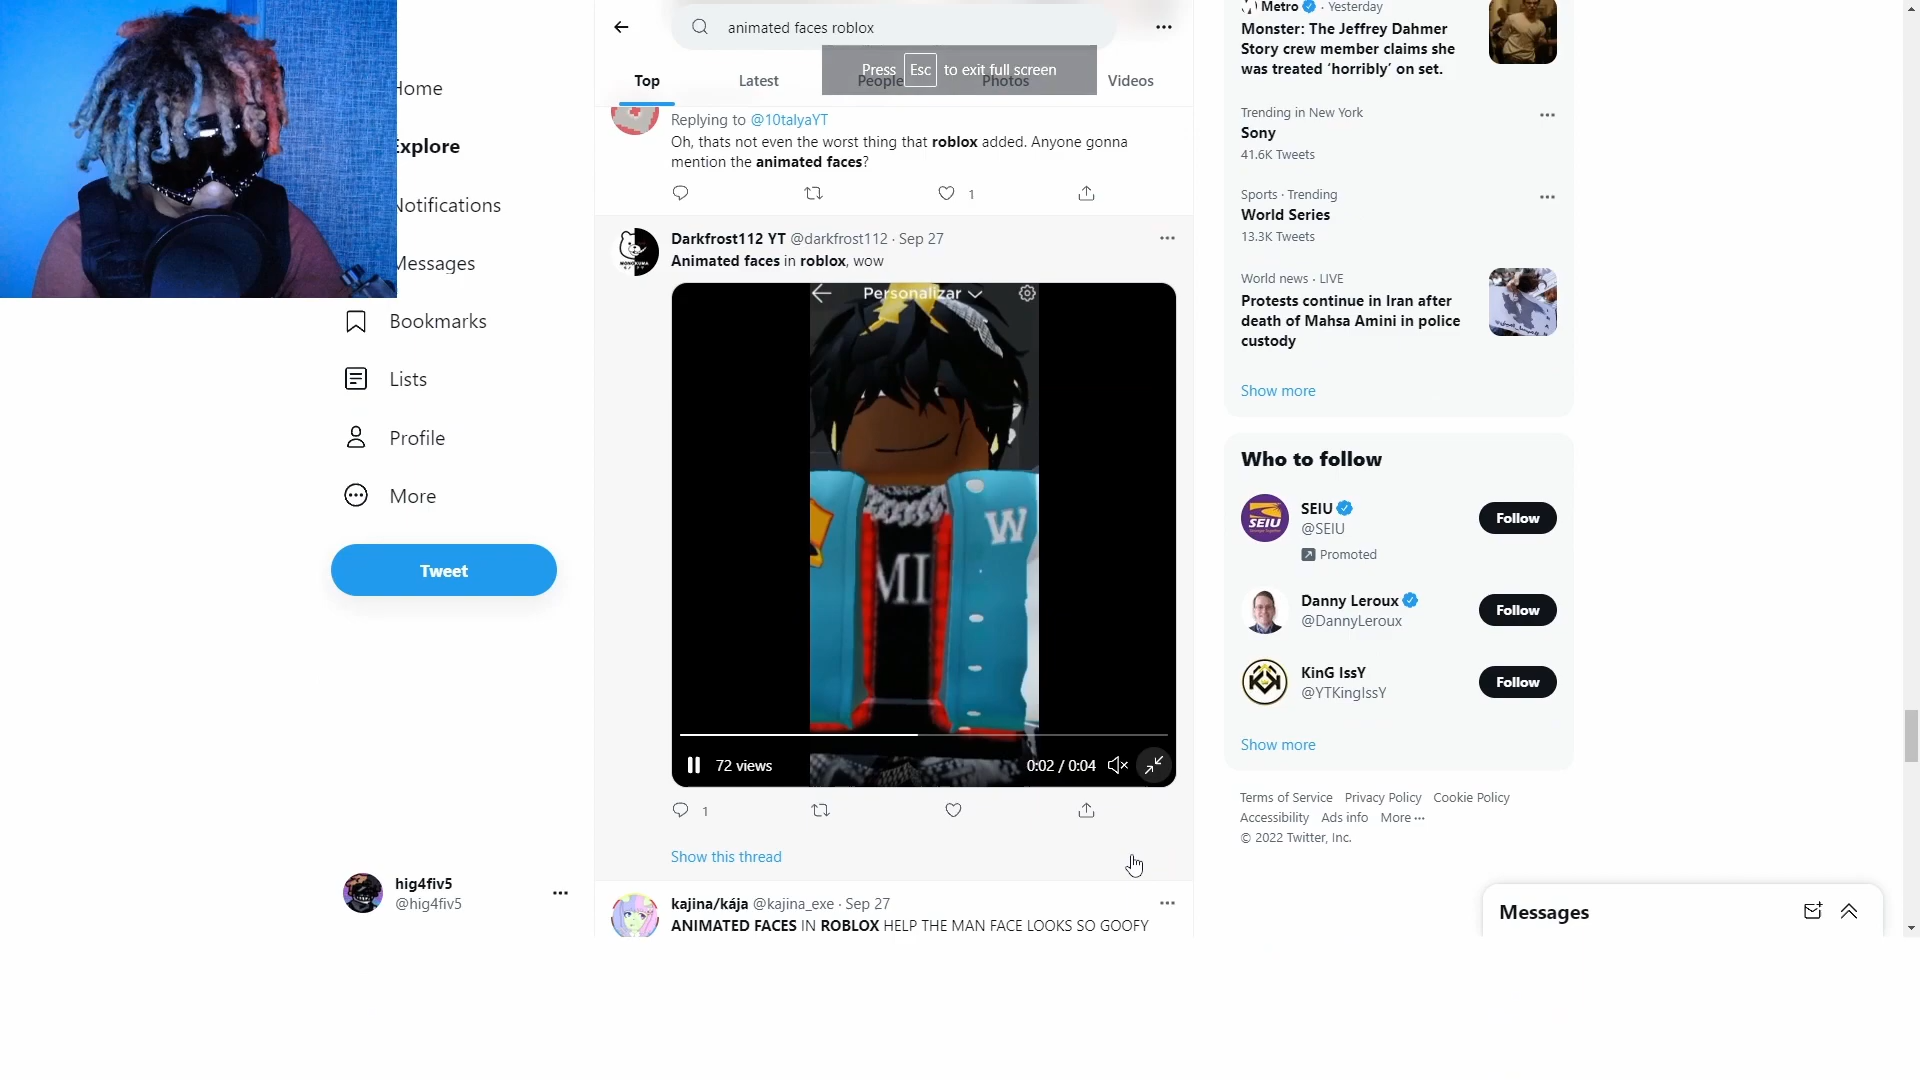 animated faces roblox
Press Esc to exit full screen
Top
Latest
People
Photos
Videos
Home
Explore
Notifications
Messages
Bookmarks
Lists
Profile
More
Tweet
hig4fiv5
@hig4fiv5
Replying to @10talyaYT
Oh, thats not even the worst thing that roblox added. Anyone gonna
mention the animated faces?
1
Darkfrost112 YT @darkfrost112 · Sep 27
Animated faces in roblox, wow
MONOKUMA
Personalizar
W
MI
72 views
0:02 / 0:04
1
Show this thread
kajina/kája @kajina_exe · Sep 27
ANIMATED FACES IN ROBLOX HELP THE MAN FACE LOOKS SO GOOFY
Metro · Yesterday
Monster: The Jeffrey Dahmer
Story crew member claims she
was treated ‘horribly’ on set.
Trending in New York
Sony
41.6K Tweets
Sports · Trending
World Series
13.3K Tweets
World news · LIVE
Protests continue in Iran after
death of Mahsa Amini in police
custody
Show more
Who to follow
SEIU
SEIU
@SEIU
Promoted
Follow
Danny Leroux
@DannyLeroux
Follow
KinG IssY
@YTKingIssY
Follow
Show more
Terms of Service Privacy Policy Cookie Policy
Accessibility Ads info More ···
© 2022 Twitter, Inc.
Messages